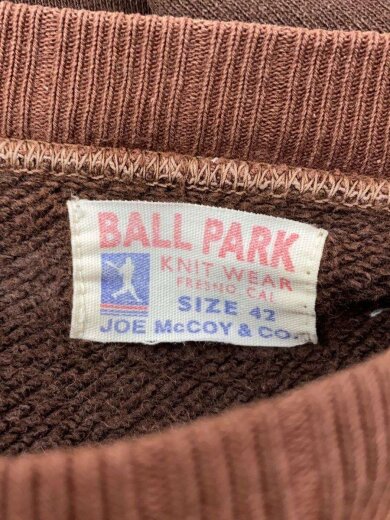 BALL PARK
KNIT WEAR
FRESNO, CAL
SIZE 42
JOE McCOY & CO.